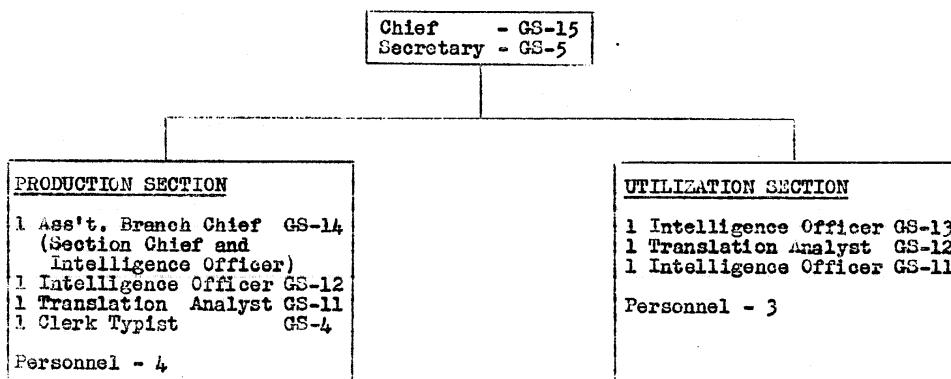 Chief - GS-15
Secretary - GS-5
PRODUCTION SECTION
1 Ass't. Branch Chief GS-14
(Section Chief and
Intelligence Officer)
1 Intelligence Officer GS-12
1 Translation Analyst GS-11
1 Clerk Typist GS-4
Personnel - 4
UTILIZATION SECTION
1 Intelligence Officer GS-13
1 Translation Analyst GS-12
1 Intelligence Officer GS-11
Personnel - 3